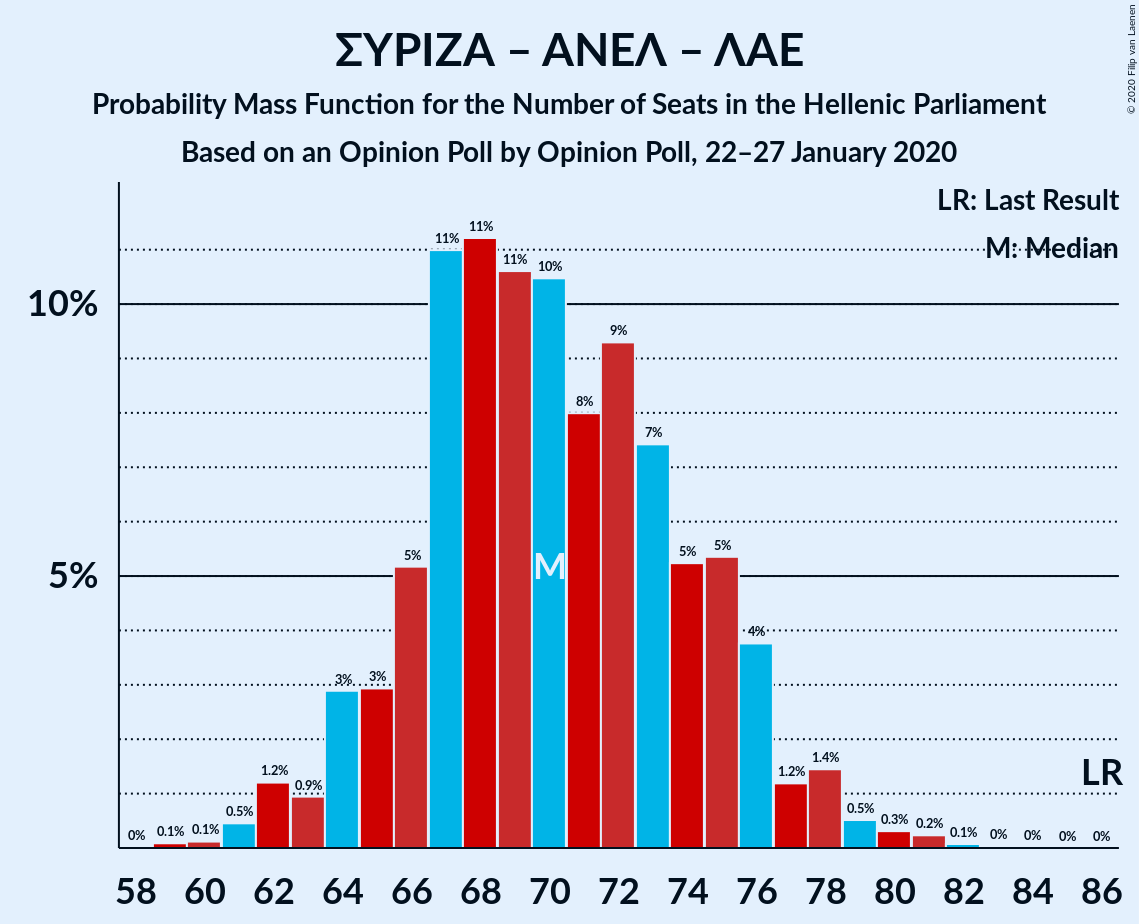 ΣΥΡΙΖΑ – ΑΝΕΛ – ΛΑΕ
Probability Mass Function for the Number of Seats in the Hellenic Parliament
Based on an Opinion Poll by Opinion Poll, 22–27 January 2020
© 2020 Filip van Laenen
LR: Last Result
M: Median
10%
5%
0% 0.1% 0.1% 0.5% 1.2% 0.9% 3% 3% 5% 11% 11% 11% 10% 8% 9% 7% 5% 5% 4% 1.2% 1.4% 0.5% 0.3% 0.2% 0.1% 0% 0% 0% 0%
M
LR
58 60 62 64 66 68 70 72 74 76 78 80 82 84 86